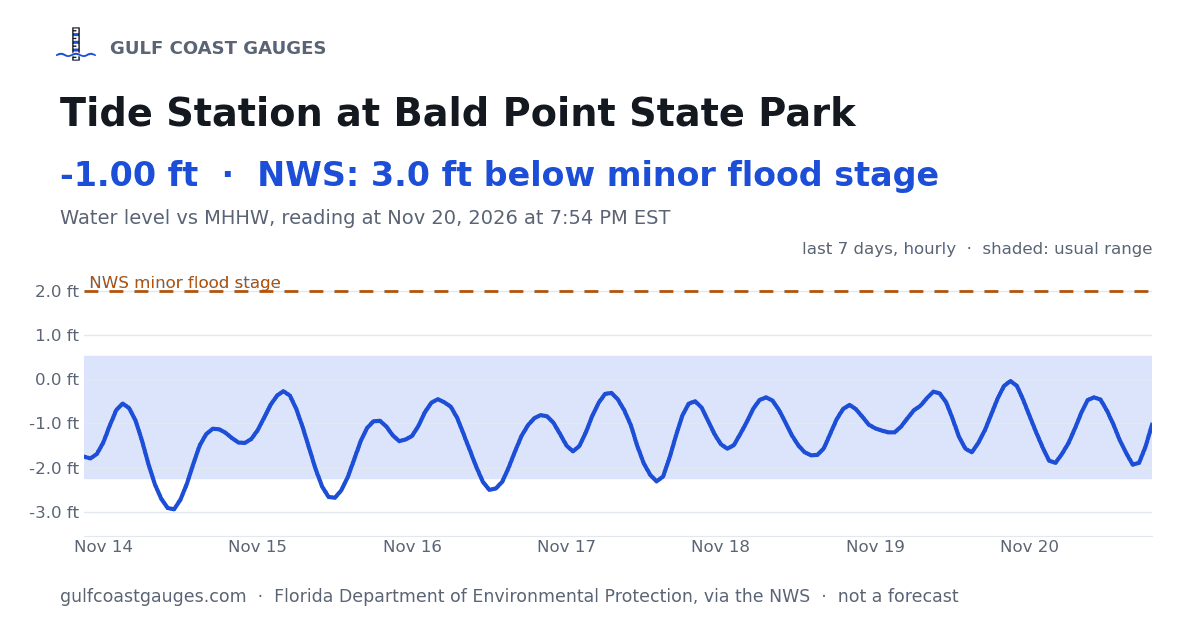 GULF COAST GAUGES
Tide Station at Bald Point State Park
-1.00 ft · NWS: 3.0 ft below minor flood stage
Water level vs MHHW, reading at Nov 20, 2026 at 7:54 PM EST
last 7 days, hourly · shaded: usual range
NWS minor flood stage
2.0 ft
1.0 ft
0.0 ft
-1.0 ft
-2.0 ft
-3.0 ft
Nov 14 Nov 15 Nov 16 Nov 17 Nov 18 Nov 19 Nov 20
gulfcoastgauges.com · Florida Department of Environmental Protection, via the NWS · not a forecast